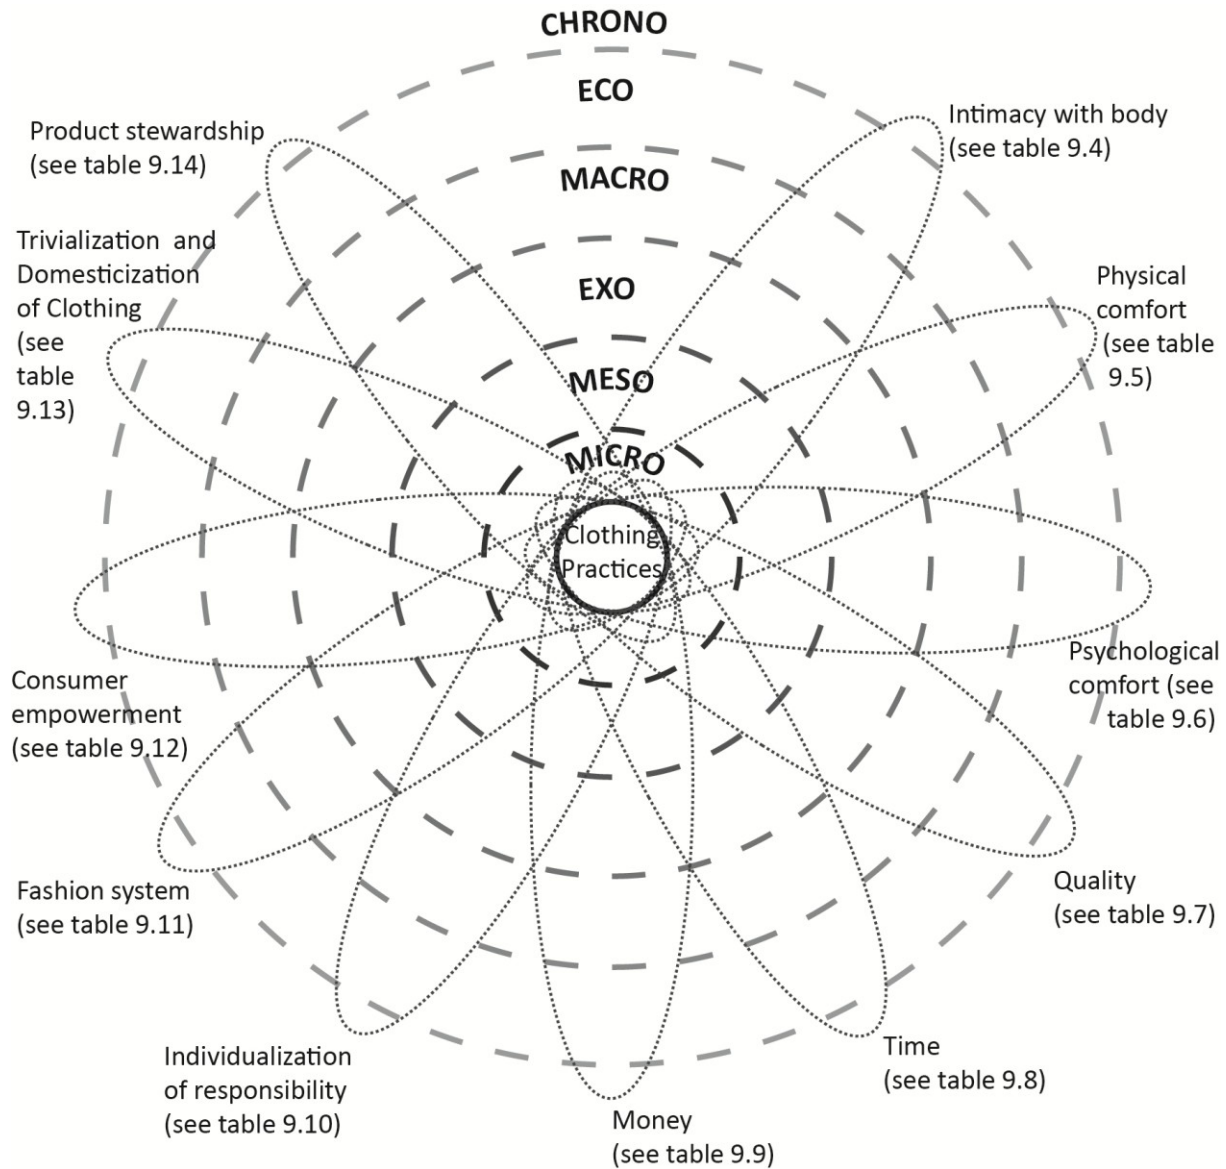 CHRONO
ECO
MACRO
EXO
MESO
MICRO
Clothing
Practices
Intimacy with body
(see table 9.4)
Physical
comfort
(see table
9.5)
Psychological
comfort (see
table 9.6)
Quality
(see table 9.7)
Time
(see table 9.8)
Money
(see table 9.9)
Individualization
of responsibility
(see table 9.10)
Fashion system
(see table 9.11)
Consumer
empowerment
(see table 9.12)
Trivialization and
Domesticization
of Clothing
(see
table
9.13)
Product stewardship
(see table 9.14)